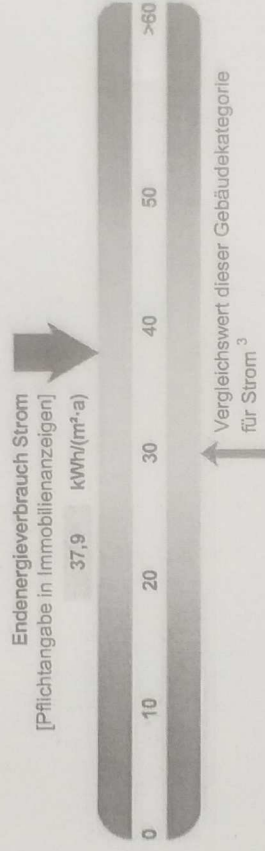 Endenergieverbrauch Strom
[Pflichtangabe in Immobilienanzeigen]
37,9 kWh/(m²·a)
0 10 20 30 40 50 >60
Vergleichswert dieser Gebäudekategorie
für Strom ³